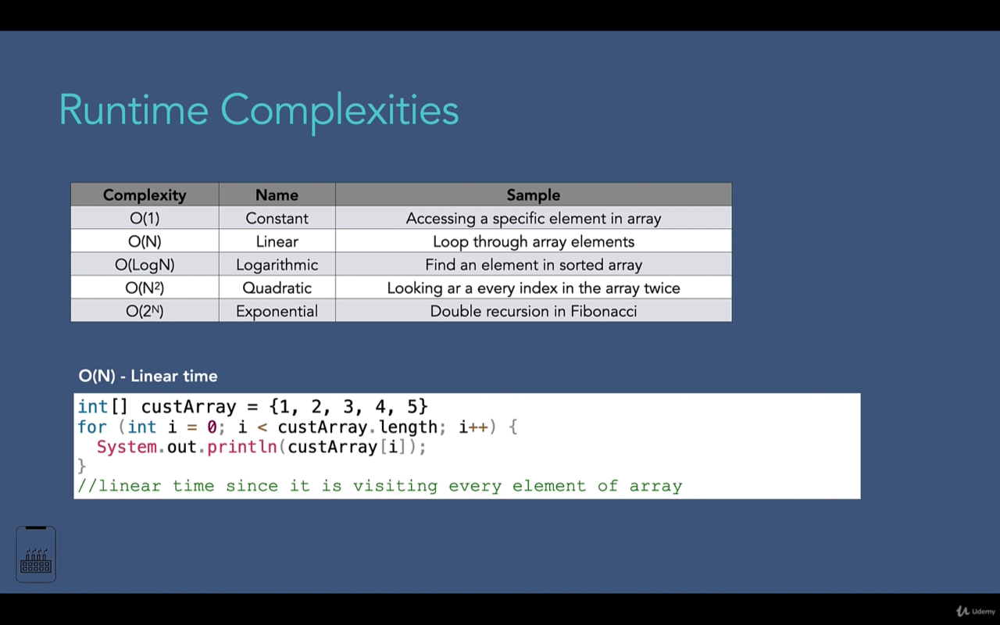 Runtime Complexities
Complexity Name Sample
O(1) Constant Accessing a specific element in array
O(N) Linear Loop through array elements
O(LogN) Logarithmic Find an element in sorted array
O(N²) Quadratic Looking ar a every index in the array twice
O(2ᴺ) Exponential Double recursion in Fibonacci
O(N) - Linear time
int[] custArray = {1, 2, 3, 4, 5}
for (int i = 0; i < custArray.length; i++) {
  System.out.println(custArray[i]);
}
//linear time since it is visiting every element of array
Udemy